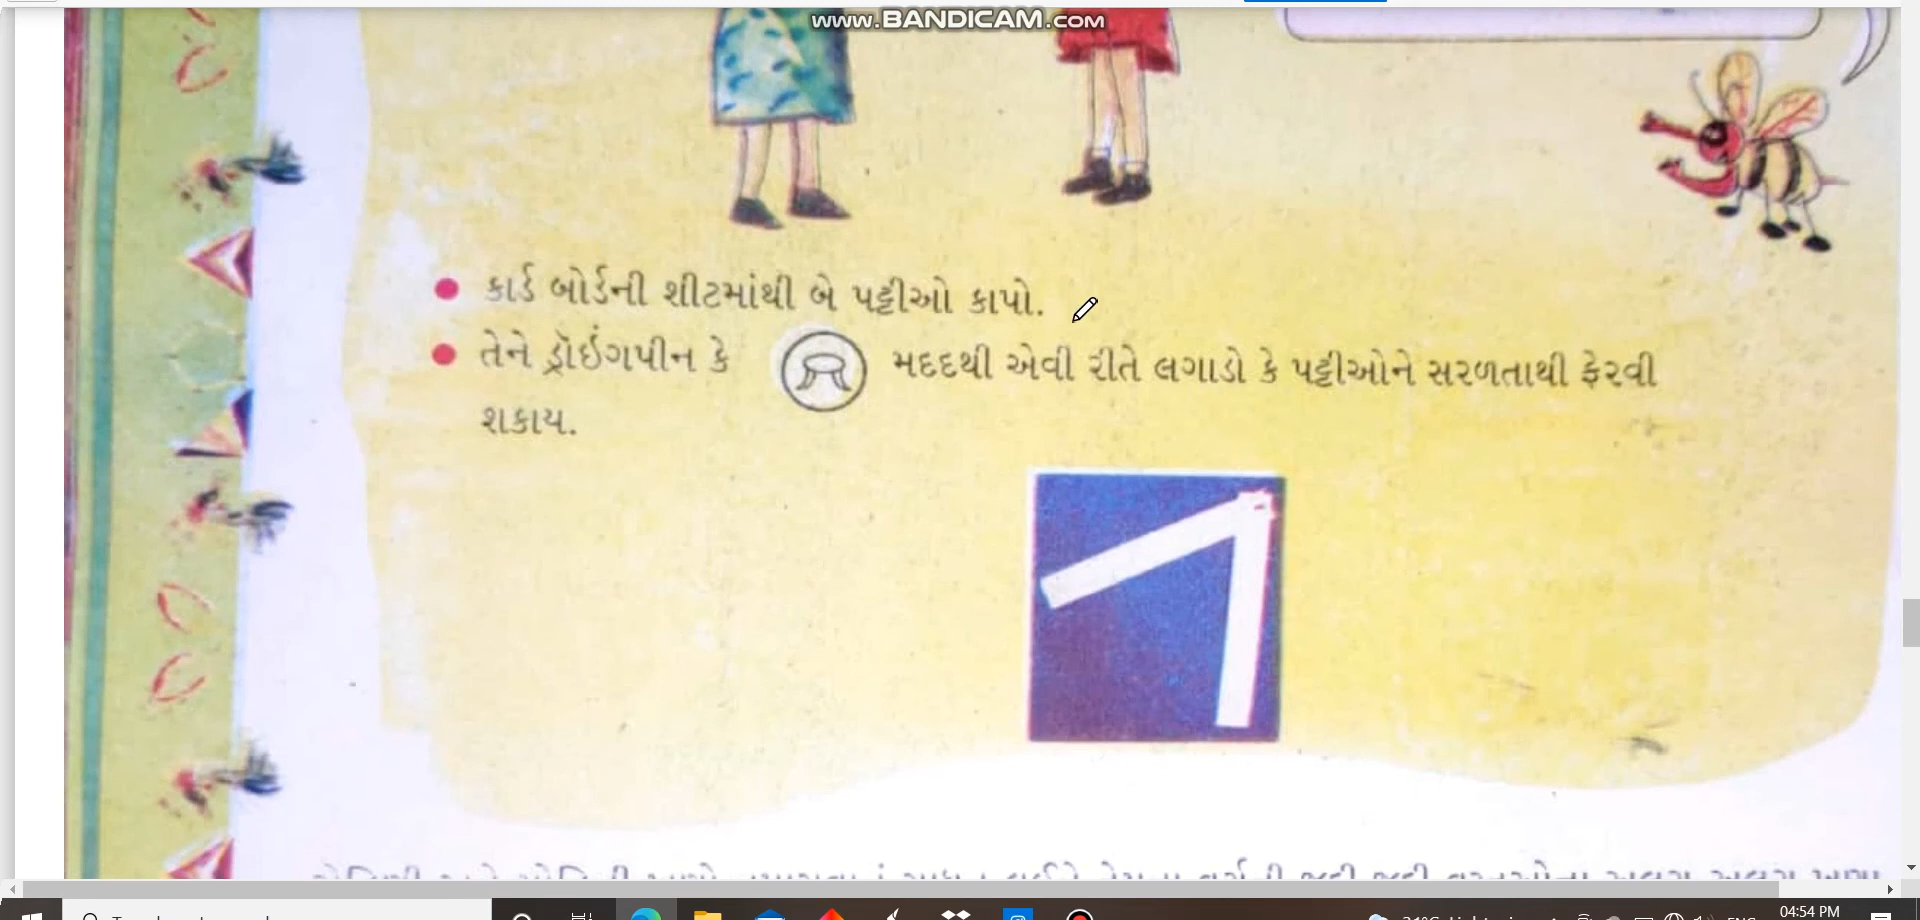 www.BANDICAM.com
કાર્ડ બોર્ડની શીટમાંથી બે પટ્ટીઓ કાપો.
તેને ડ્રૉઇંગપીન કે મદદથી એવી રીતે લગાડો કે પટ્ટીઓને સરળતાથી ફેરવી
શકાય.
04:54 PM